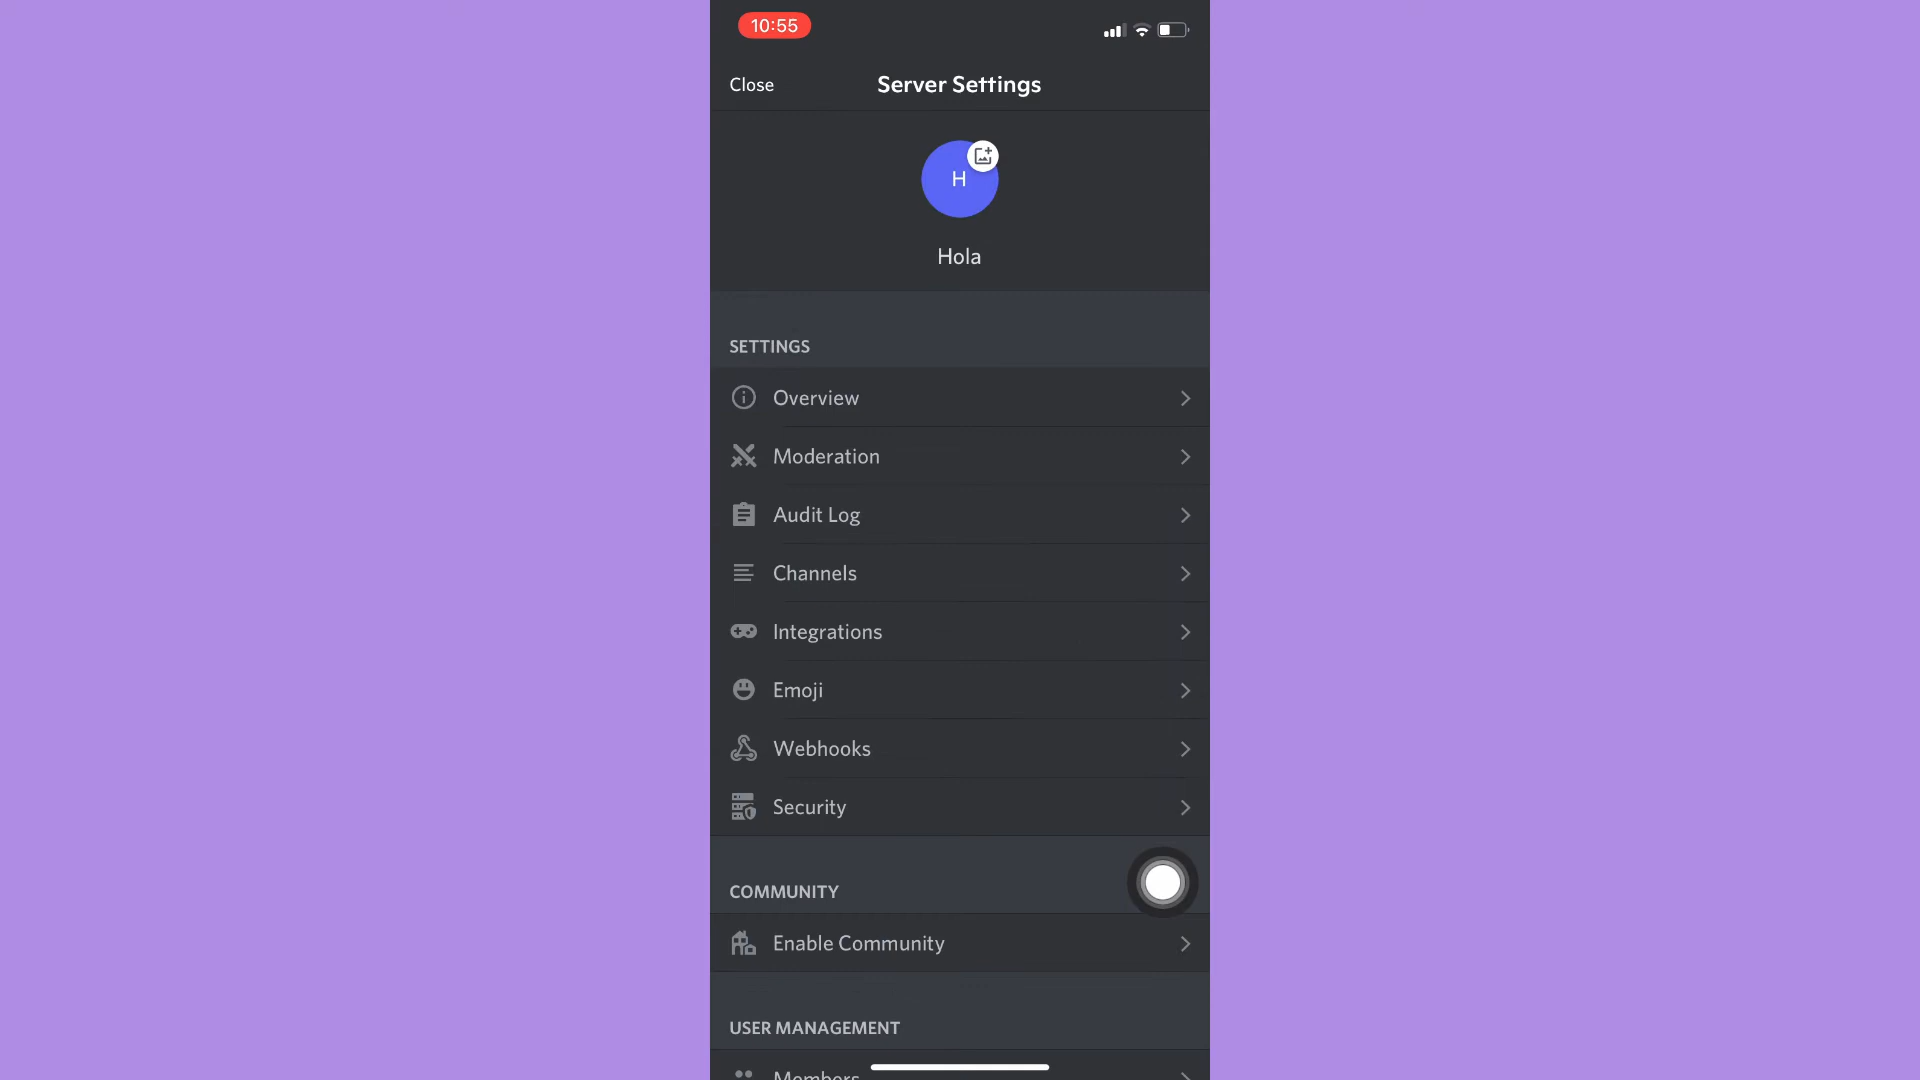 10:55
Close
Server Settings
H
Hola
SETTINGS
Overview
Moderation
Audit Log
Channels
Integrations
Emoji
Webhooks
Security
COMMUNITY
Enable Community
USER MANAGEMENT
Members